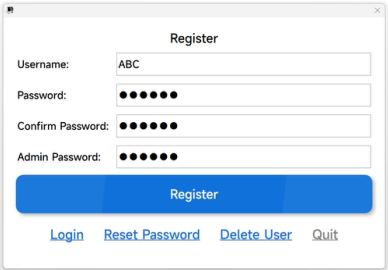 Register
Username: ABC
Password: ●●●●●●
Confirm Password: ●●●●●●
Admin Password: ●●●●●●
Register
Login Reset Password Delete User Quit